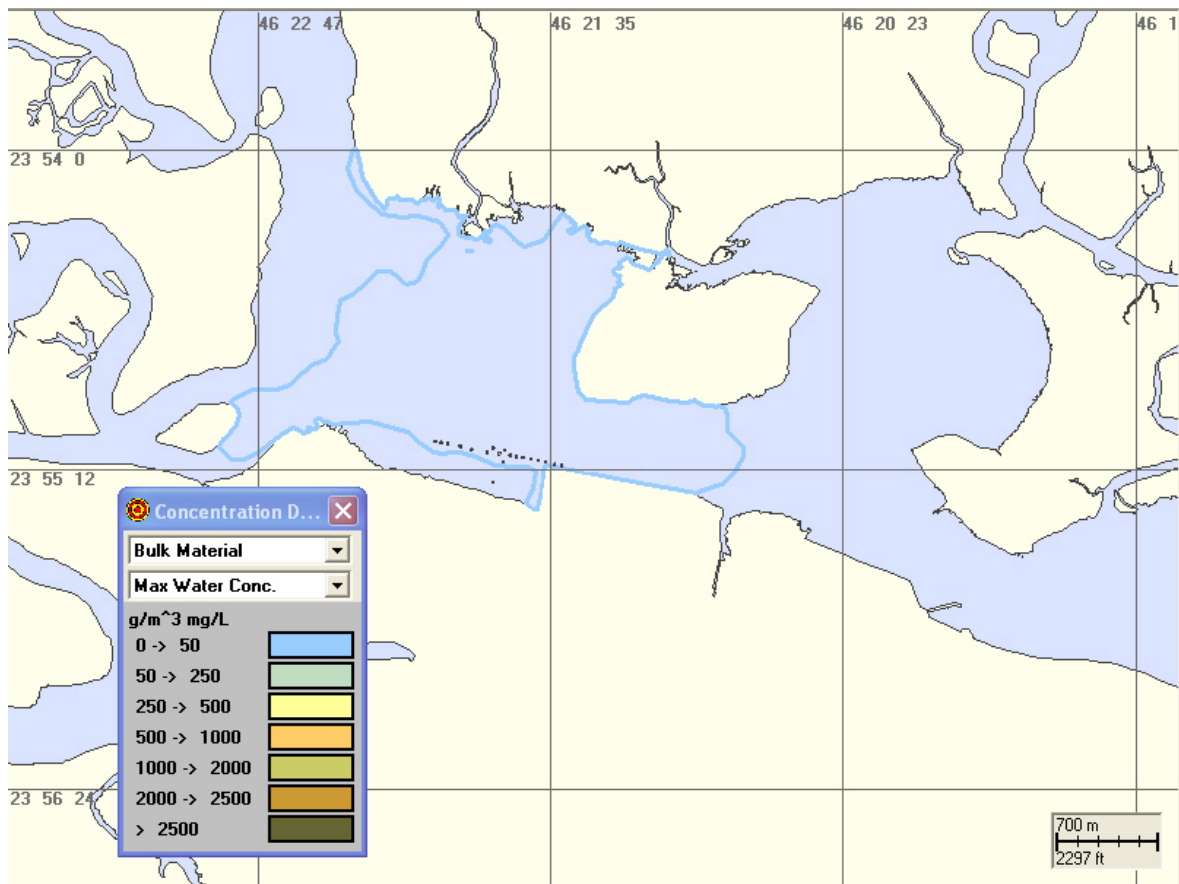 46 22 47
46 21 35
46 20 23
46 1
23 54 0
23 55 12
23 56 24
Concentration D...
Bulk Material
Max Water Conc.
g/m^3 mg/L
0 -> 50
50 -> 250
250 -> 500
500 -> 1000
1000 -> 2000
2000 -> 2500
> 2500
700 m
2297 ft